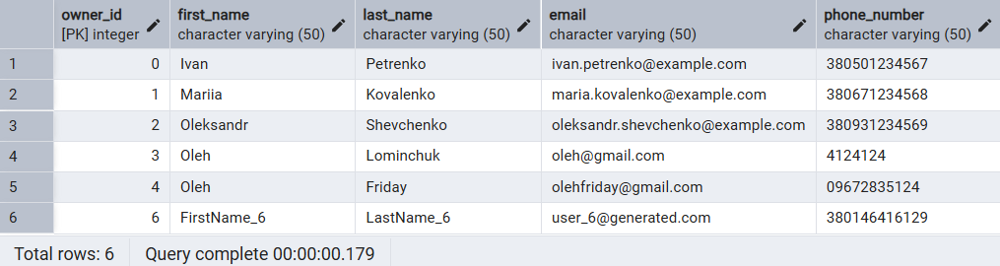 owner_id first_name last_name email phone_number
[PK] integer character varying (50) character varying (50) character varying (50) character varying (50)
1 0 Ivan Petrenko ivan.petrenko@example.com 380501234567
2 1 Mariia Kovalenko maria.kovalenko@example.com 380671234568
3 2 Oleksandr Shevchenko oleksandr.shevchenko@example.com 380931234569
4 3 Oleh Lominchuk oleh@gmail.com 4124124
5 4 Oleh Friday olehfriday@gmail.com 09672835124
6 6 FirstName_6 LastName_6 user_6@generated.com 380146416129
Total rows: 6 Query complete 00:00:00.179